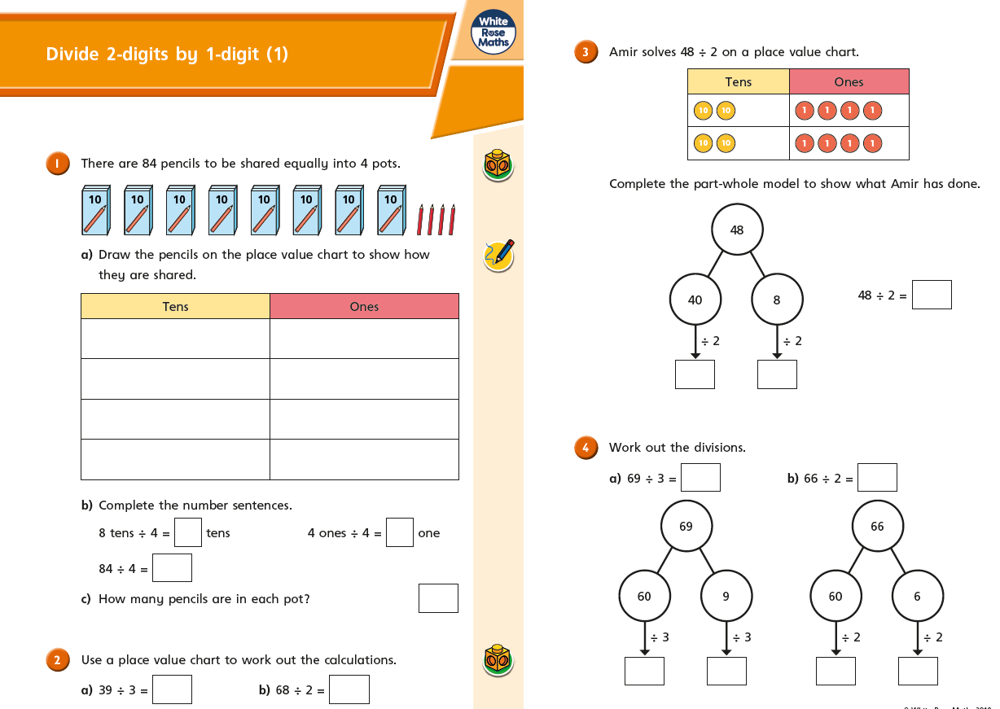 Divide 2-digits by 1-digit (1)
White
Rose
Maths
1 There are 84 pencils to be shared equally into 4 pots.
10 10 10 10 10 10 10 10
a) Draw the pencils on the place value chart to show how
they are shared.
Tens Ones
b) Complete the number sentences.
8 tens ÷ 4 = tens 4 ones ÷ 4 = one
84 ÷ 4 =
c) How many pencils are in each pot?
2 Use a place value chart to work out the calculations.
a) 39 ÷ 3 = b) 68 ÷ 2 =
3 Amir solves 48 ÷ 2 on a place value chart.
Tens Ones
10 10 1 1 1 1
10 10 1 1 1 1
Complete the part-whole model to show what Amir has done.
48
40 8 48 ÷ 2 =
÷ 2 ÷ 2
4 Work out the divisions.
a) 69 ÷ 3 = b) 66 ÷ 2 =
69 66
60 9 60 6
÷ 3 ÷ 3 ÷ 2 ÷ 2